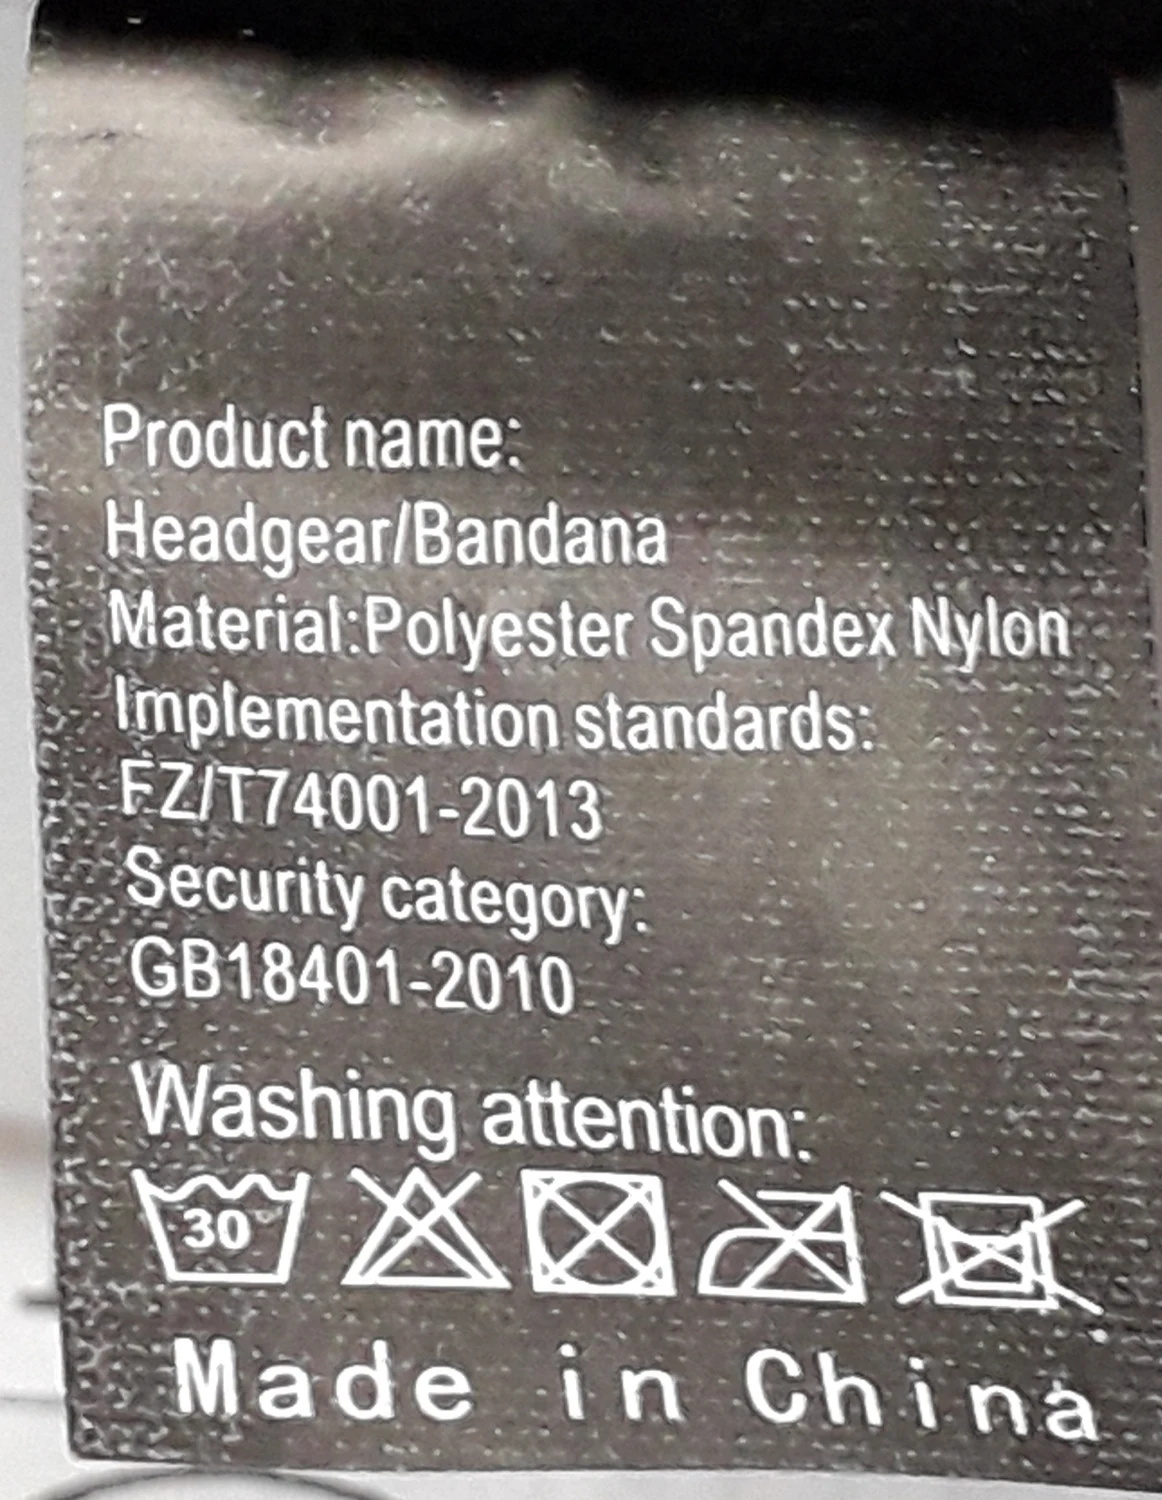 Product name:
Headgear/Bandana
Material:Polyester Spandex Nylon
Implementation standards:
FZ/T74001-2013
Security category:
GB18401-2010
Washing attention:
30
Made in China